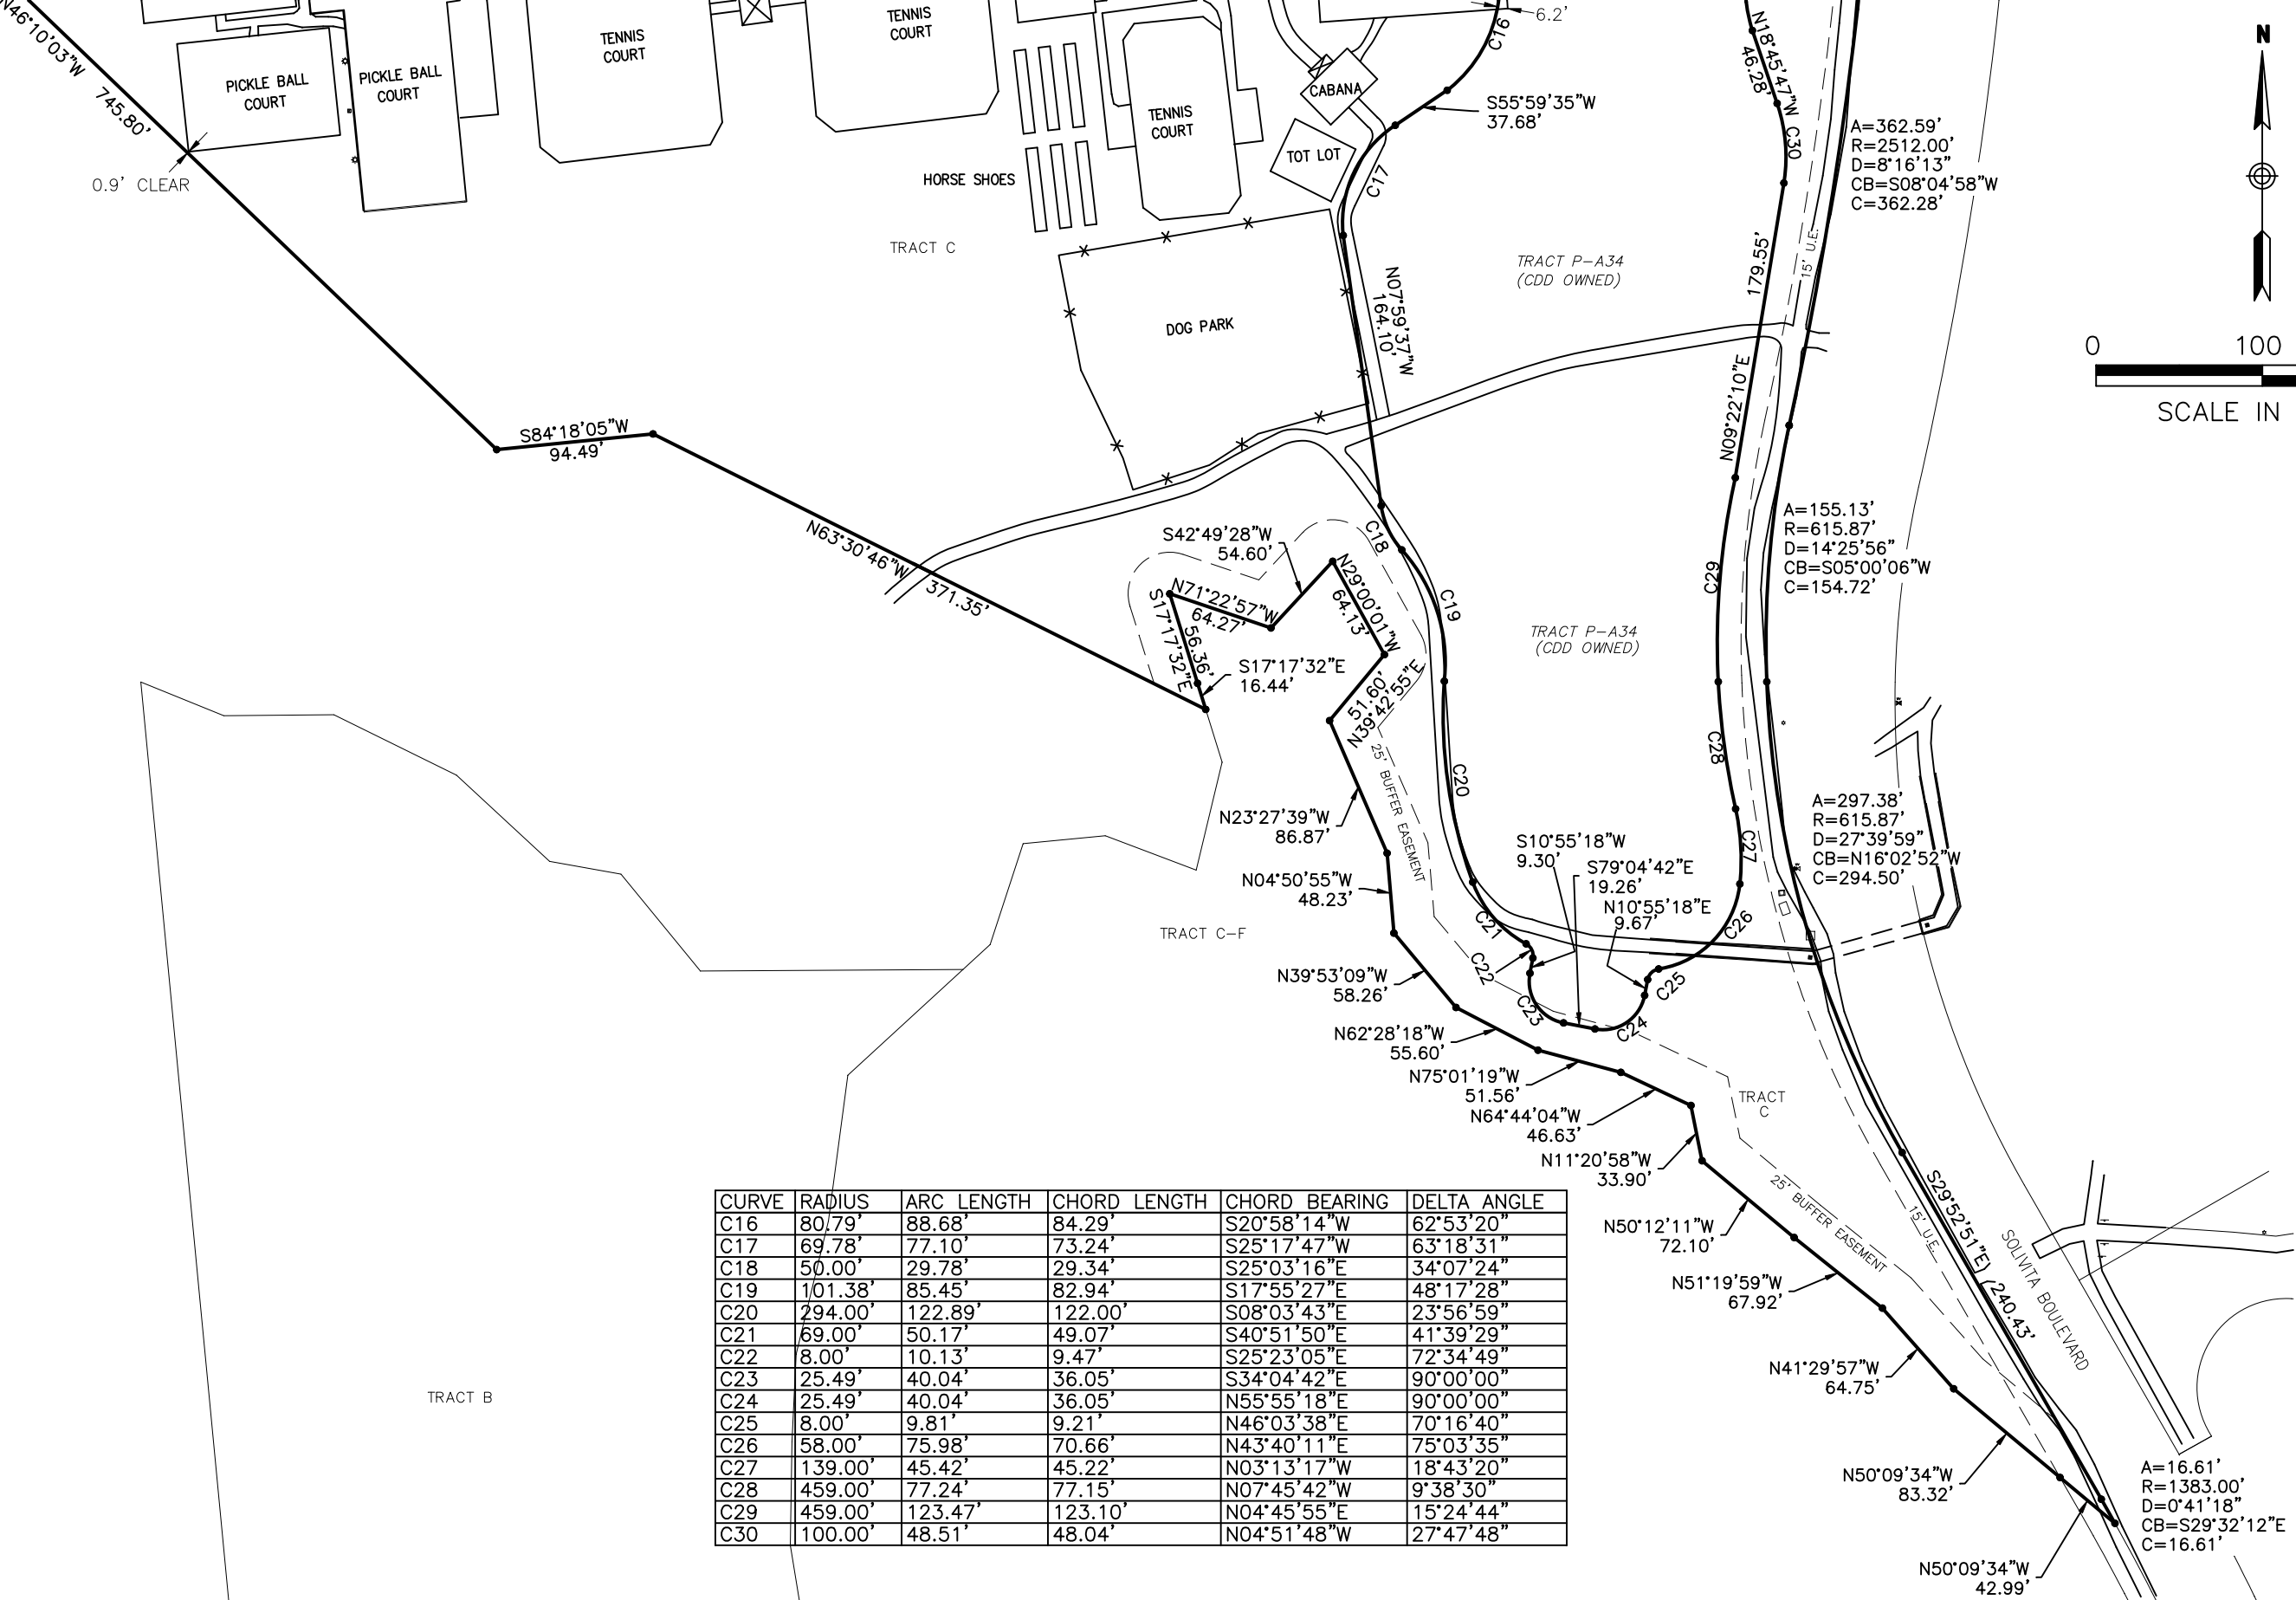 N46°10'03"W
745.80'
0.9' CLEAR
PICKLE BALL
COURT
PICKLE BALL
COURT
TENNIS
COURT
TENNIS
COURT
HORSE SHOES
TENNIS
COURT
CABANA
TOT LOT
6.2'
C16
S55°59'35"W
37.68'
C17
TRACT C
DOG PARK
N07°59'37"W
164.10'
TRACT P-A34
(CDD OWNED)
N18°45'47"W
46.28'
C30
179.55'
N09°22'10"E
15' U.E.
A=362.59'
R=2512.00'
D=8°16'13"
CB=S08°04'58"W
C=362.28'
N
0
100
SCALE IN
S84°18'05"W
94.49'
N63°30'46"W
371.35'
S42°49'28"W
54.60'
N71°22'57"W
64.27'
56.36'
S17°17'32"E
S17°17'32"E
16.44'
N29°00'01"W
64.13'
51.60'
N39°42'55"E
C18
C19
C20
TRACT P-A34
(CDD OWNED)
C29
C28
C27
C26
A=155.13'
R=615.87'
D=14°25'56"
CB=S05°00'06"W
C=154.72'
A=297.38'
R=615.87'
D=27°39'59"
CB=N16°02'52"W
C=294.50'
25' BUFFER EASEMENT
N23°27'39"W
86.87'
N04°50'55"W
48.23'
TRACT C-F
S10°55'18"W
9.30'
S79°04'42"E
19.26'
N10°55'18"E
9.67'
C21
C22
C23
C24
C25
N39°53'09"W
58.26'
N62°28'18"W
55.60'
N75°01'19"W
51.56'
N64°44'04"W
46.63'
N11°20'58"W
33.90'
TRACT
C
N50°12'11"W
72.10'
25' BUFFER EASEMENT
15' U.E.
S29°52'51"E
240.43'
SOLIVITA BOULEVARD
N51°19'59"W
67.92'
N41°29'57"W
64.75'
N50°09'34"W
83.32'
A=16.61'
R=1383.00'
D=0°41'18"
CB=S29°32'12"E
C=16.61'
N50°09'34"W
42.99'
TRACT B
CURVE RADIUS ARC LENGTH CHORD LENGTH CHORD BEARING DELTA ANGLE
C16 80.79' 88.68' 84.29' S20°58'14"W 62°53'20"
C17 69.78' 77.10' 73.24' S25°17'47"W 63°18'31"
C18 50.00' 29.78' 29.34' S25°03'16"E 34°07'24"
C19 101.38' 85.45' 82.94' S17°55'27"E 48°17'28"
C20 294.00' 122.89' 122.00' S08°03'43"E 23°56'59"
C21 69.00' 50.17' 49.07' S40°51'50"E 41°39'29"
C22 8.00' 10.13' 9.47' S25°23'05"E 72°34'49"
C23 25.49' 40.04' 36.05' S34°04'42"E 90°00'00"
C24 25.49' 40.04' 36.05' N55°55'18"E 90°00'00"
C25 8.00' 9.81' 9.21' N46°03'38"E 70°16'40"
C26 58.00' 75.98' 70.66' N43°40'11"E 75°03'35"
C27 139.00' 45.42' 45.22' N03°13'17"W 18°43'20"
C28 459.00' 77.24' 77.15' N07°45'42"W 9°38'30"
C29 459.00' 123.47' 123.10' N04°45'55"E 15°24'44"
C30 100.00' 48.51' 48.04' N04°51'48"W 27°47'48"